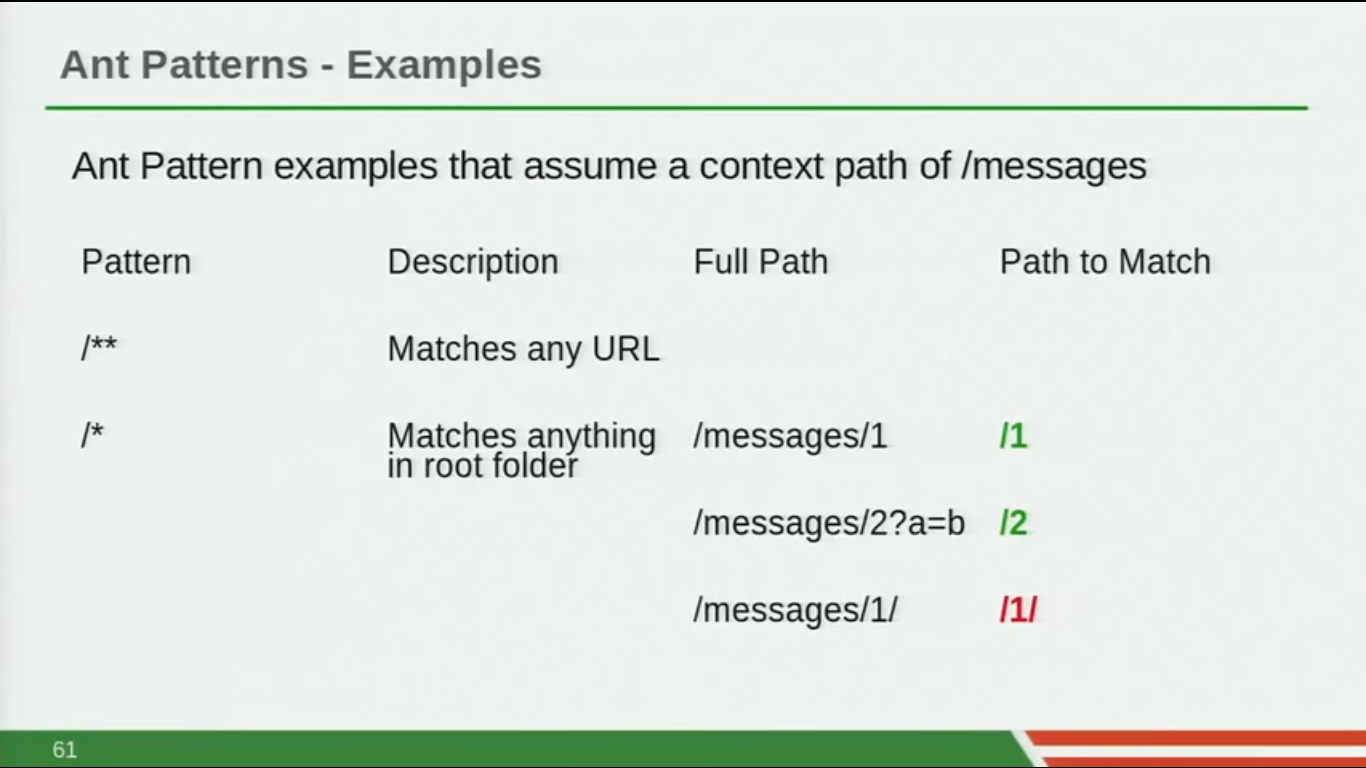 Ant Patterns - Examples
Ant Pattern examples that assume a context path of /messages
Pattern Description Full Path Path to Match
/** Matches any URL
/* Matches anything /messages/1 /1
in root folder
/messages/2?a=b /2
/messages/1/ /1/
61